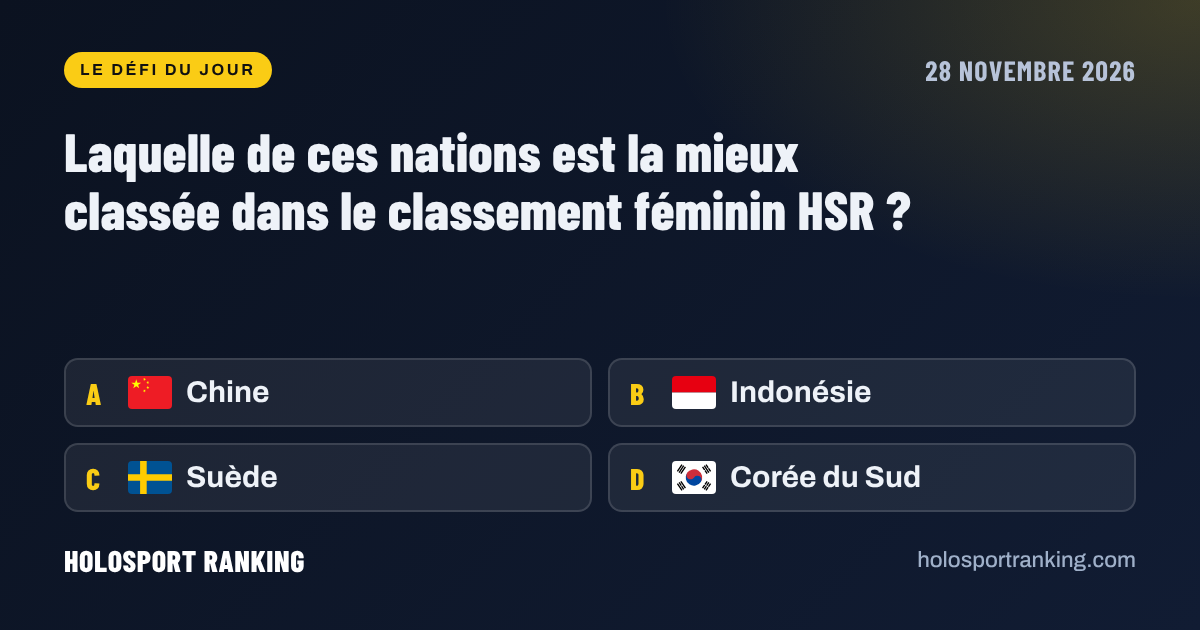 LE DÉFI DU JOUR
28 NOVEMBRE 2026
Laquelle de ces nations est la mieux
classée dans le classement féminin HSR ?
A Chine
B Indonésie
C Suède
D Corée du Sud
HOLOSPORT RANKING
holosportranking.com